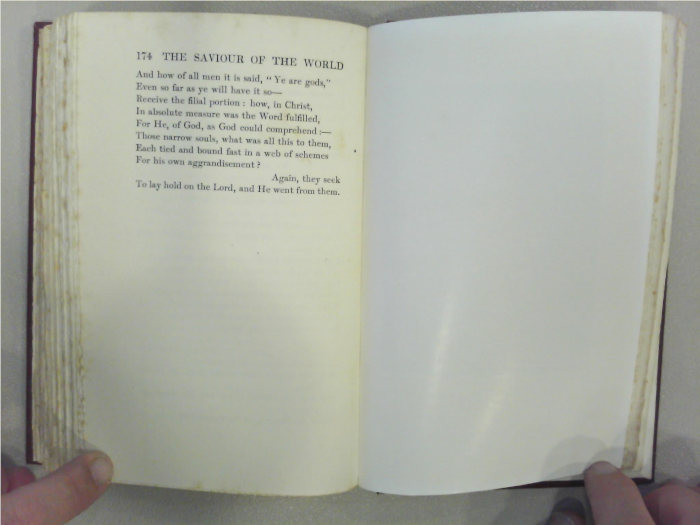 174 THE SAVIOUR OF THE WORLD
And how of all men it is said, “Ye are gods,”
Even so far as ye will have it so—
Receive the filial portion : how, in Christ,
In absolute measure was the Word fulfilled,
For He, of God, as God could comprehend :—
Those narrow souls, what was all this to them,
Each tied and bound fast in a web of schemes
For his own aggrandisement ?
Again, they seek
To lay hold on the Lord, and He went from them.